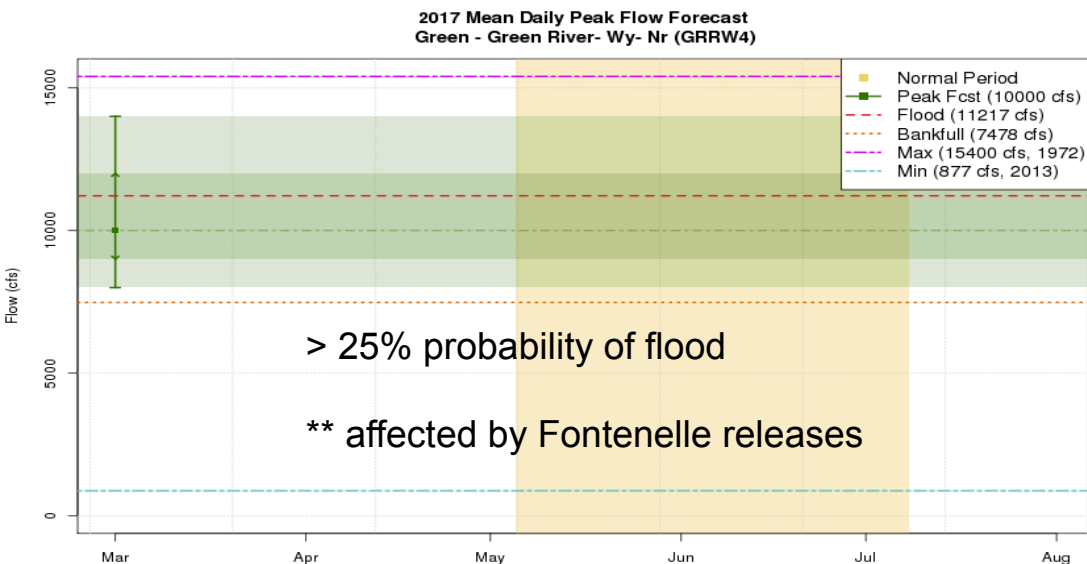 2017 Mean Daily Peak Flow Forecast
Green - Green River- Wy- Nr (GRRW4)
Normal Period
Peak Fcst (10000 cfs)
Flood (11217 cfs)
Bankfull (7478 cfs)
Max (15400 cfs, 1972)
Min (877 cfs, 2013)
Flow (cfs)
15000
10000
5000
0
> 25% probability of flood
** affected by Fontenelle releases
Mar Apr May Jun Jul Aug